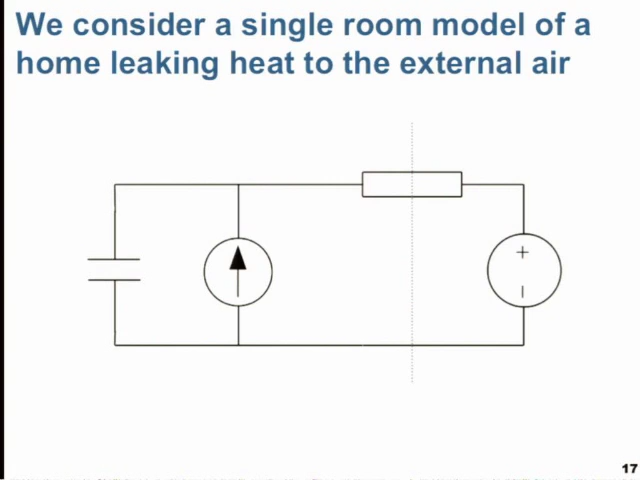 We consider a single room model of a
home leaking heat to the external air
+
17